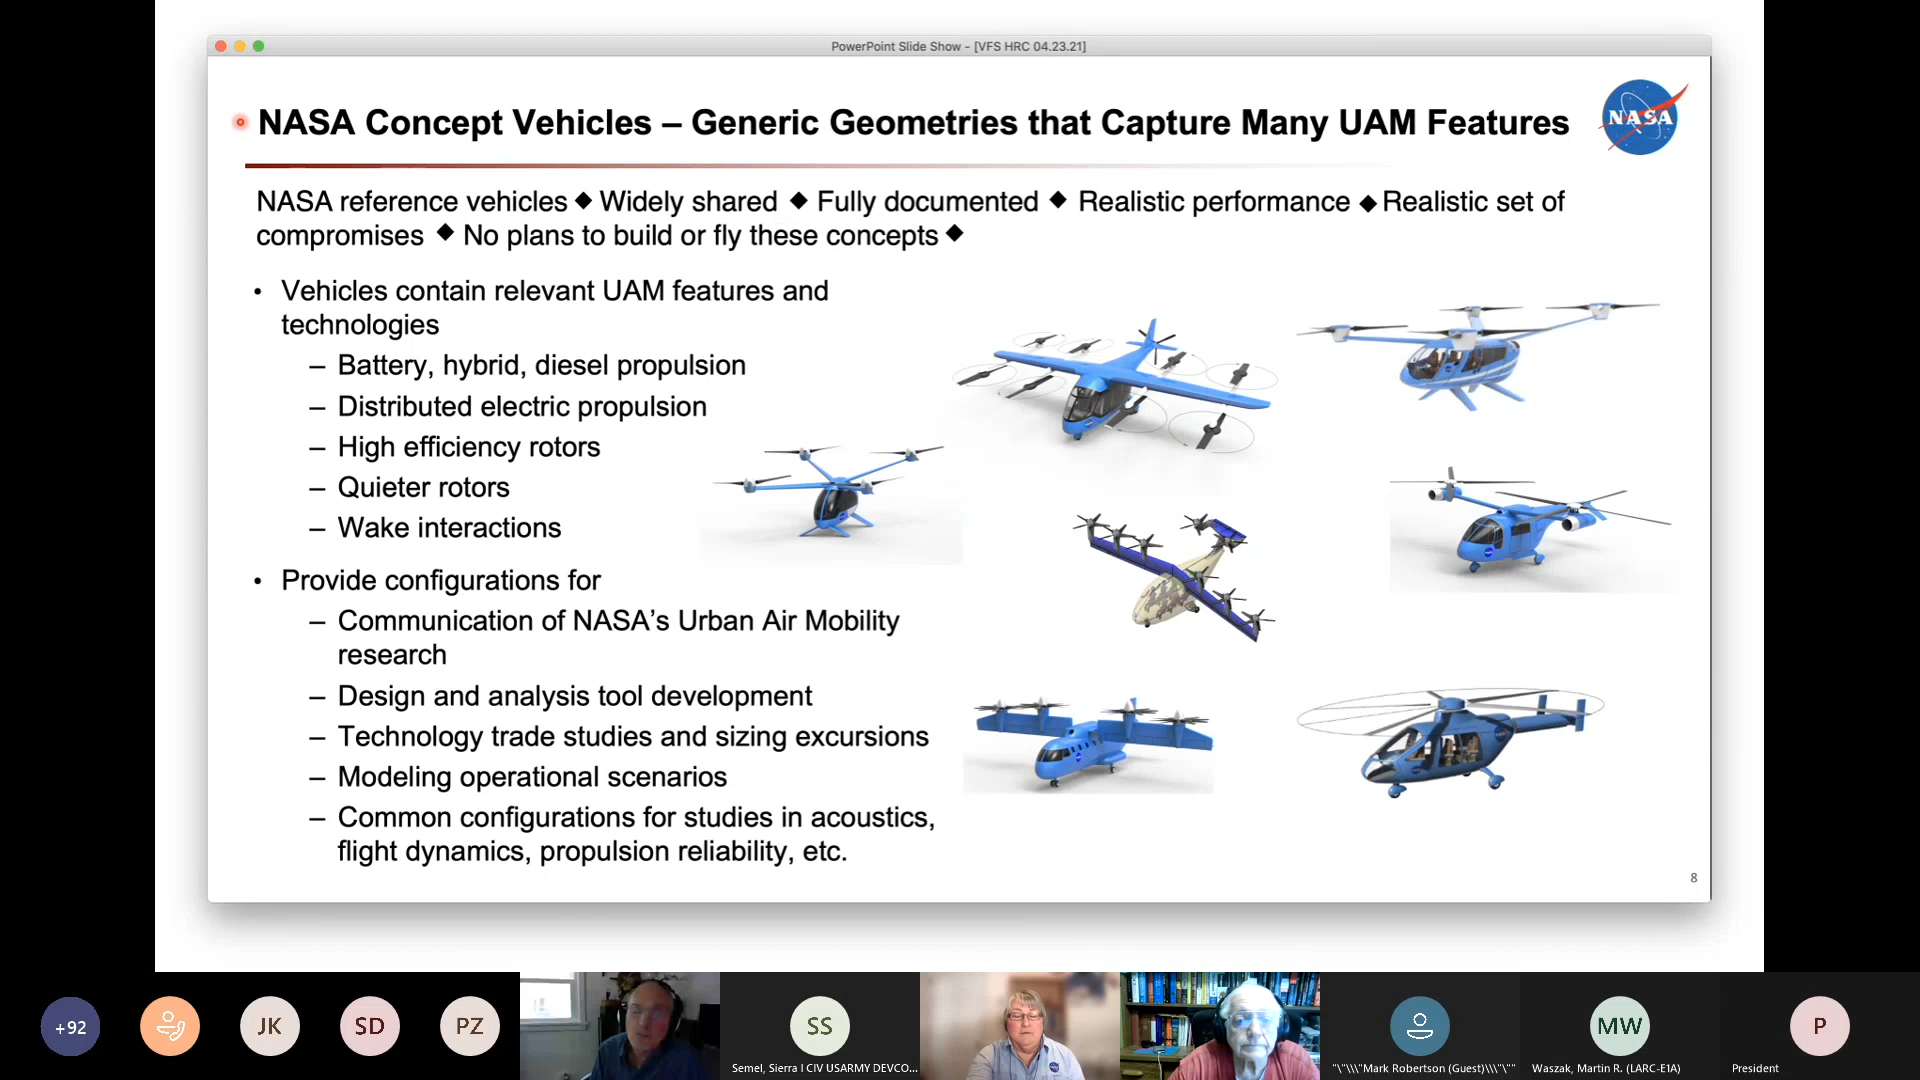 PowerPoint Slide Show - [VFS HRC 04.23.21]
NASA Concept Vehicles – Generic Geometries that Capture Many UAM Features
NASA
NASA reference vehicles ◆ Widely shared ◆ Fully documented ◆ Realistic performance ◆ Realistic set of
compromises ◆ No plans to build or fly these concepts ◆
• Vehicles contain relevant UAM features and
technologies
– Battery, hybrid, diesel propulsion
– Distributed electric propulsion
– High efficiency rotors
– Quieter rotors
– Wake interactions
• Provide configurations for
– Communication of NASA’s Urban Air Mobility
research
– Design and analysis tool development
– Technology trade studies and sizing excursions
– Modeling operational scenarios
– Common configurations for studies in acoustics,
flight dynamics, propulsion reliability, etc.
8
+92
JK
SD
PZ
SS
Semel, Sierra I CIV USARMY DEVCO...
"\"\\\"Mark Robertson (Guest)\\\"\""
MW
Waszak, Martin R. (LARC-E1A)
P
President